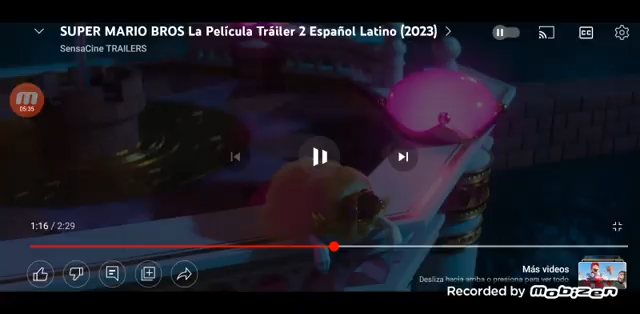 SUPER MARIO BROS La Película Tráiler 2 Español Latino (2023)
SensaCine TRAILERS
CC
05:35
1:16 / 2:29
Más videos
Desliza hacia arriba o presiona para ver todo
Recorded by MOBIZEN